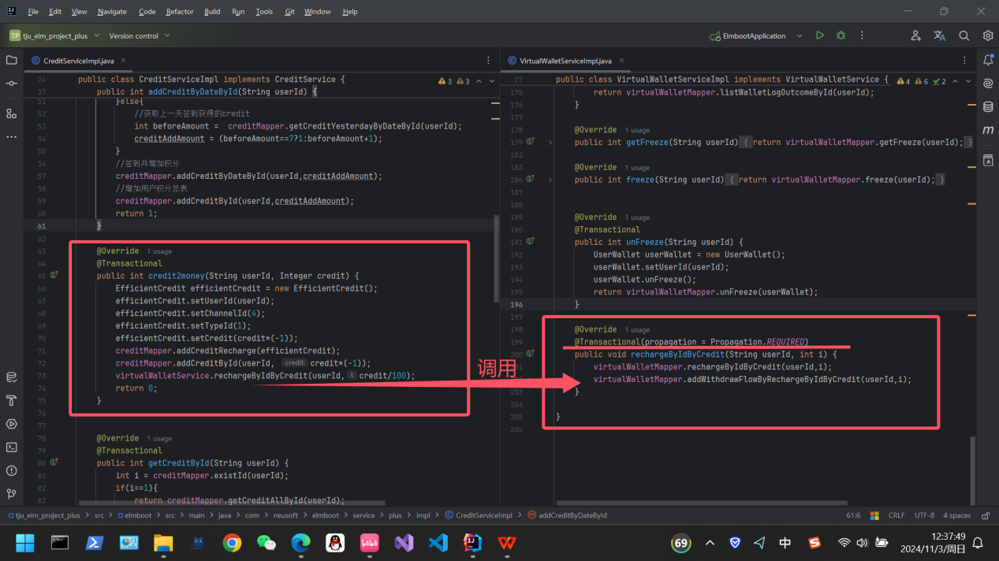 File Edit View Navigate Code Refactor Build Run Tools Git Window Help
TP tju_elm_project_plus Version control ElmbootApplication
CreditServiceImpl.java
24 public class CreditServiceImpl implements CreditService { 3 3
37 public int addCreditByDateById(String userId) {
51 }else{
52 //获取上一天签到获得的credit
53 int beforeAmount = creditMapper.getCreditYesterdayByDateById(userId);
54 creditAddAmount = (beforeAmount==7?1:beforeAmount+1);
55 }
56 //签到并增加积分
57 creditMapper.addCreditByDateById(userId,creditAddAmount);
58 //增加用户积分总表
59 creditMapper.addCreditById(userId,creditAddAmount);
60 return 1;
61 }
62
63 @Override 1 usage
64 @Transactional
65 public int credit2money(String userId, Integer credit) {
66 EfficientCredit efficientCredit = new EfficientCredit();
67 efficientCredit.setUserId(userId);
68 efficientCredit.setChannelId(4);
69 efficientCredit.setTypeId(1);
70 efficientCredit.setCredit(credit*(-1));
71 creditMapper.addCreditRecharge(efficientCredit);
72 creditMapper.addCreditById(userId, credit: credit*(-1));
73 virtualWalletService.rechargeByIdByCredit(userId, i: credit/100);
74 return 0;
75 }
76
77
78 @Override 1 usage
79 @Transactional
80 public int getCreditById(String userId) {
81 int i = creditMapper.existId(userId);
82 if(i==1){
83 return creditMapper.getCreditAllById(userId);
调用
VirtualWalletServiceImpl.java
27 public class VirtualWalletServiceImpl implements VirtualWalletService { 4 6 2
175 return virtualWalletMapper.listWalletLogOutcomeById(userId);
176 }
177
178 @Override 1 usage
179 public int getFreeze(String userId) { return virtualWalletMapper.getFreeze(userId); }
182
183 @Override 1 usage
184 public int freeze(String userId) { return virtualWalletMapper.freeze(userId); }
187
188
189 @Override 1 usage
190 @Transactional
191 public int unFreeze(String userId) {
192 UserWallet userWallet = new UserWallet();
193 userWallet.setUserId(userId);
194 userWallet.unFreeze();
195 return virtualWalletMapper.unFreeze(userWallet);
196 }
197
198 @Override 1 usage
199 @Transactional(propagation = Propagation.REQUIRED)
200 public void rechargeByIdByCredit(String userId, int i) {
virtualWalletMapper.rechargeByIdByCredit(userId,i);
virtualWalletMapper.addWithdrawFlowByRechargeByIdByCredit(userId,i);
203 }
204
205 }
206
tju_elm_project_plus > src > elmboot > src > main > java > com > neusoft > elmboot > service > plus > impl > CreditServiceImpl > addCreditByDateById 61:6 CRLF UTF-8 4 spaces
69 中 12:37:49
2024/11/3/周日